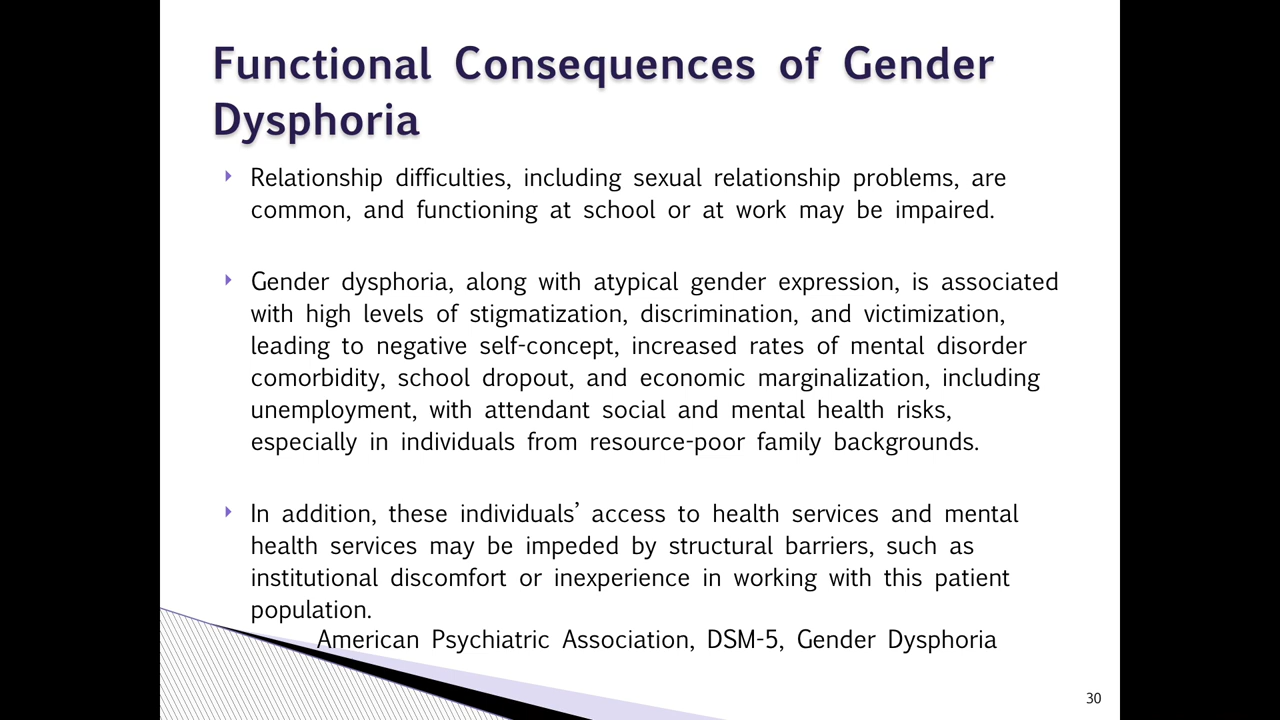 Functional Consequences of Gender
Dysphoria
Relationship difficulties, including sexual relationship problems, are
common, and functioning at school or at work may be impaired.
Gender dysphoria, along with atypical gender expression, is associated
with high levels of stigmatization, discrimination, and victimization,
leading to negative self-concept, increased rates of mental disorder
comorbidity, school dropout, and economic marginalization, including
unemployment, with attendant social and mental health risks,
especially in individuals from resource-poor family backgrounds.
In addition, these individuals’ access to health services and mental
health services may be impeded by structural barriers, such as
institutional discomfort or inexperience in working with this patient
population.
American Psychiatric Association, DSM-5, Gender Dysphoria
30